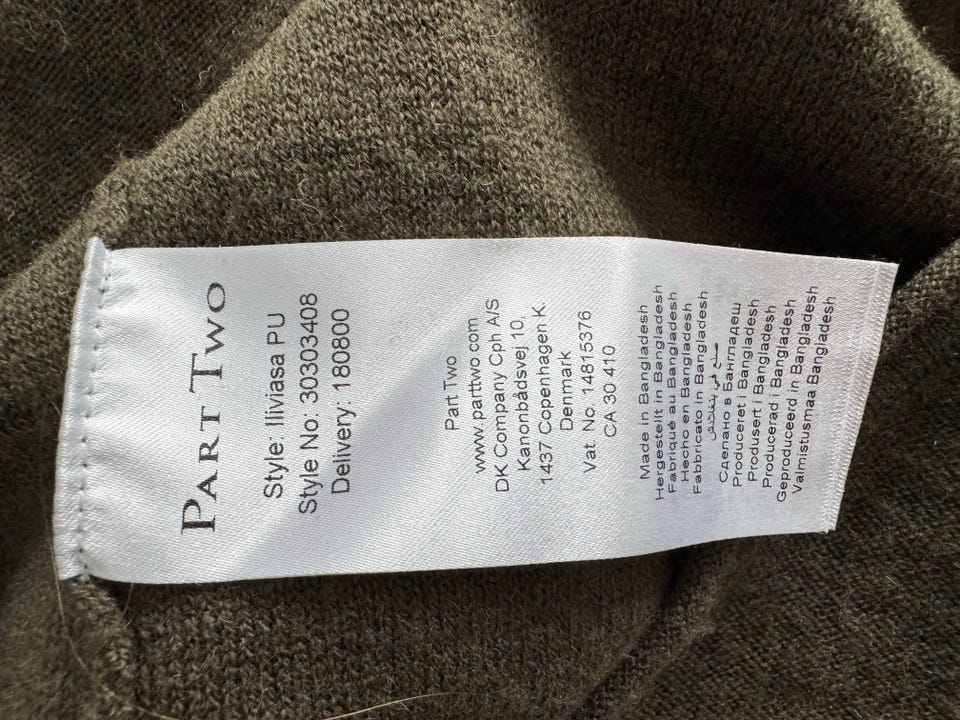 PART TWO
Style: Iliviasa PU
Style No: 30303408
Delivery: 180800
Part Two
www.parttwo.com
DK Company Cph A/S
Kanonbådsvej 10,
1437 Copenhagen K.
Denmark
Vat No. 14815376
CA 30 410
Made in Bangladesh
Hergestellt in Bangladesh
Fabriqué au Bangladesh
Hecho en Bangladesh
Fabbricato in Bangladesh
صنع في بنغلاديش
Сделано в Бангладеш
Produceret i Bangladesh
Produsert i Bangladesh
Producerad i Bangladesh
Geproduceerd in Bangladesh
Valmistusmaa Bangladesh